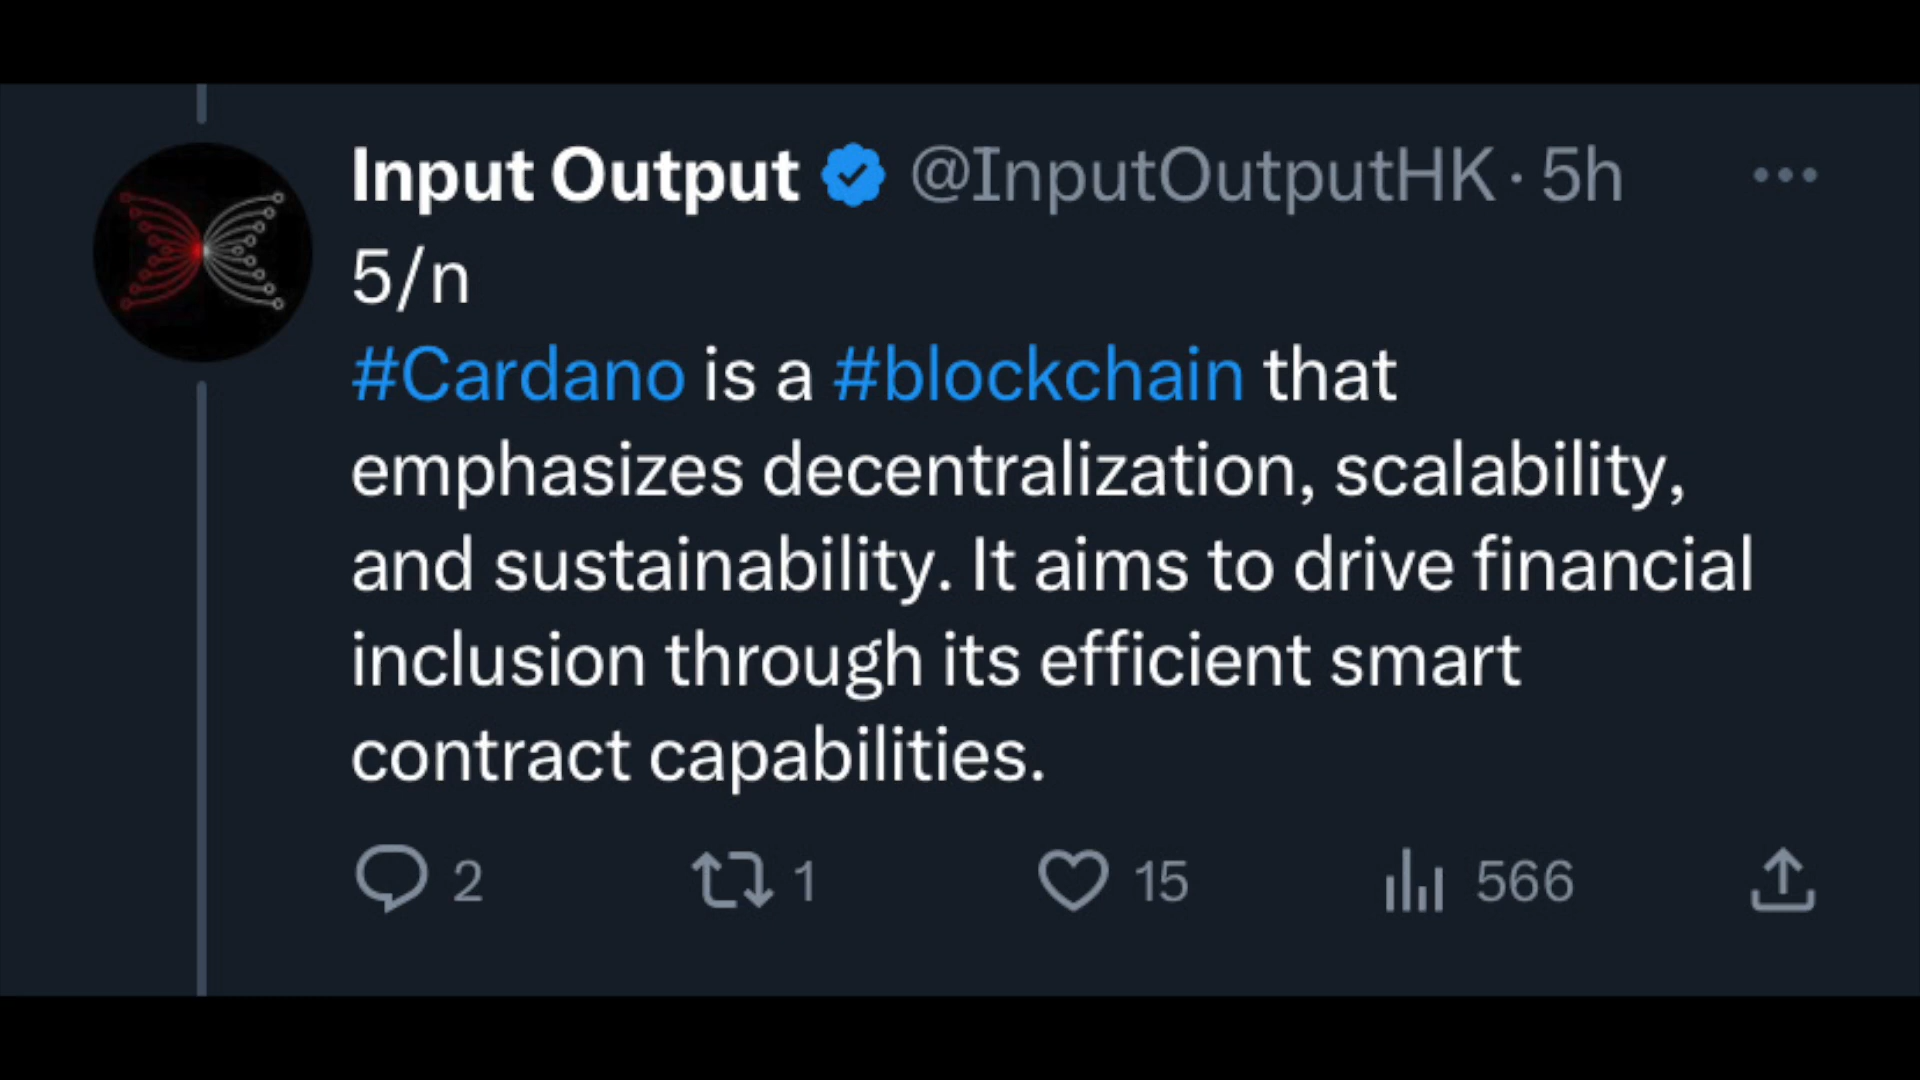 Input Output @InputOutputHK · 5h
5/n
#Cardano is a #blockchain that
emphasizes decentralization, scalability,
and sustainability. It aims to drive financial
inclusion through its efficient smart
contract capabilities.
2 1 15 566